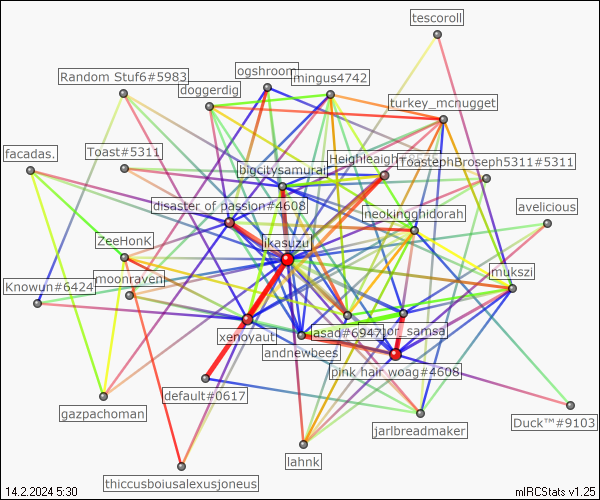 tescoroll
ogshroom
Random Stuf6#5983
mingus4742
doggerdig
turkey_mcnugget
facadas.
Toast#5311
Heighleaigh
ToastephBroseph5311#5311
bigcitysamurai
disaster of passion#4608
neokingghidorah
avelicious
ZeeHonK
ikasuzu
mukszi
Knowun#6424
moonraven
xenoyaut
asad#6947
or_samsa
andnewbees
pink hair woag#4608
default#0617
gazpachoman
jarlbreadmaker
Duck™#9103
lahnk
thiccusboiusalexusjoneus
14.2.2024 5:30
mIRCStats v1.25